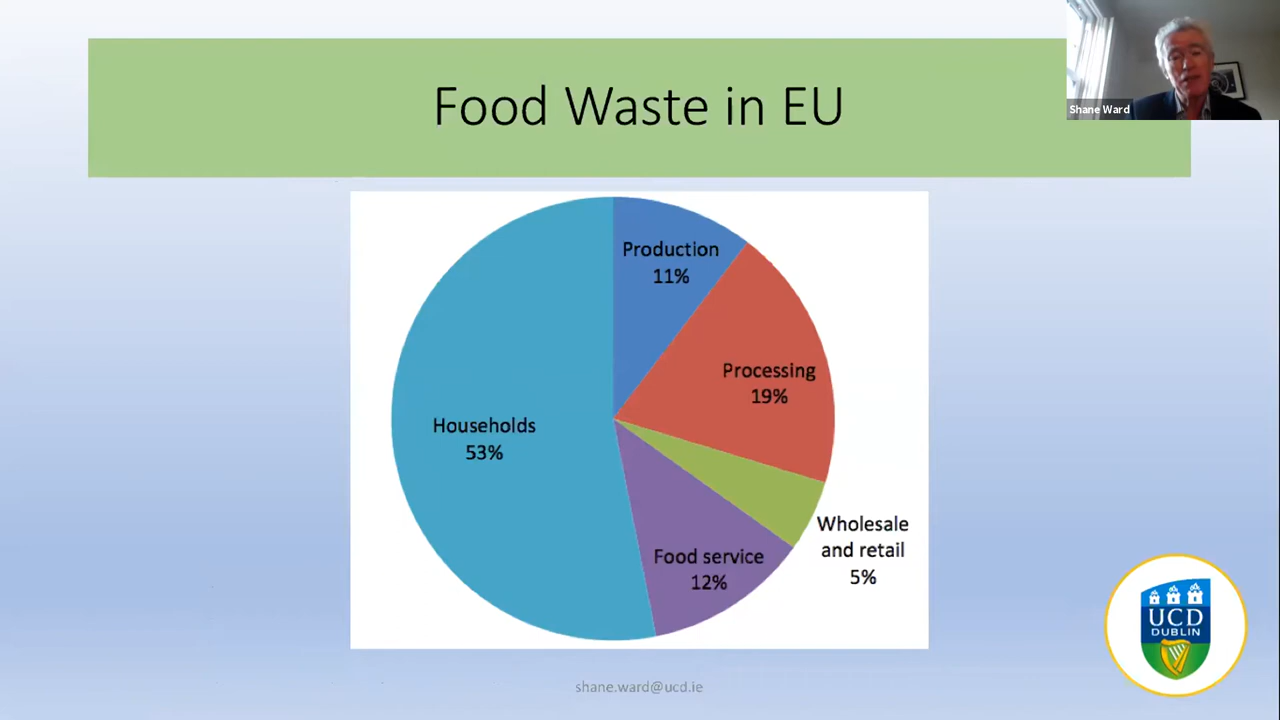 Food Waste in EU
Shane Ward
Production
11%
Processing
19%
Households
53%
Wholesale
and retail
5%
Food service
12%
UCD
DUBLIN
shane.ward@ucd.ie